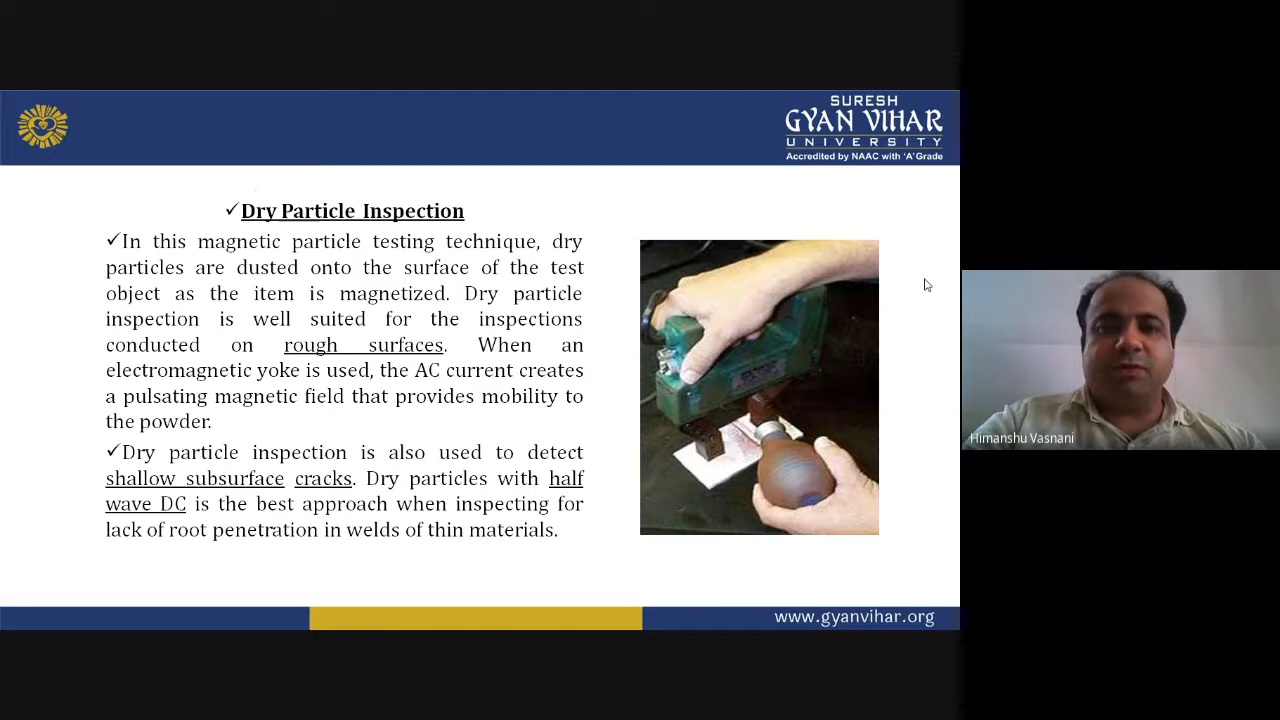 SURESH
GYAN VIHAR
UNIVERSITY
Accredited by NAAC with 'A' Grade
✓Dry Particle Inspection
✓In this magnetic particle testing technique, dry
particles are dusted onto the surface of the test
object as the item is magnetized. Dry particle
inspection is well suited for the inspections
conducted on rough surfaces. When an
electromagnetic yoke is used, the AC current creates
a pulsating magnetic field that provides mobility to
the powder.
✓Dry particle inspection is also used to detect
shallow subsurface cracks. Dry particles with half
wave DC is the best approach when inspecting for
lack of root penetration in welds of thin materials.
Himanshu Vasnani
www.gyanvihar.org